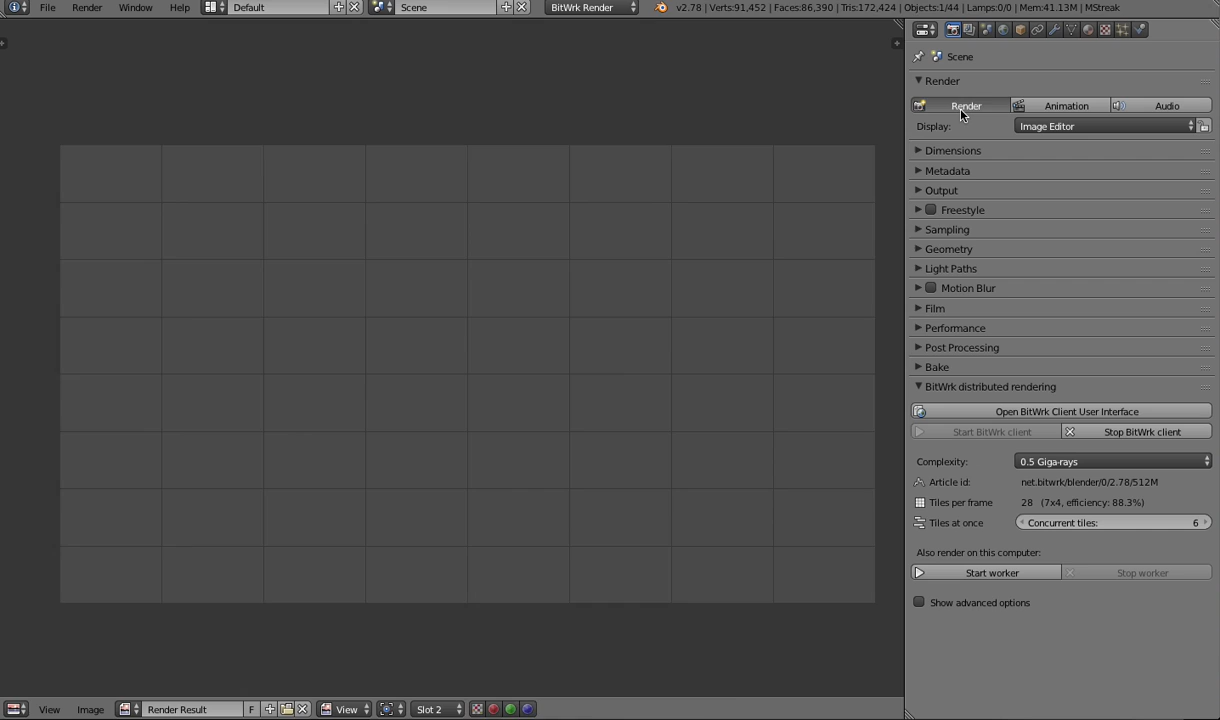 File Render Window Help Default Scene BitWrk Render v2.78 | Verts:91,452 | Faces:86,390 | Tris:172,424 | Objects:1/44 | Lamps:0/0 | Mem:41.13M | MStreak
Scene
Render
Render Animation Audio
Display: Image Editor
Dimensions
Metadata
Output
Freestyle
Sampling
Geometry
Light Paths
Motion Blur
Film
Performance
Post Processing
Bake
BitWrk distributed rendering
Open BitWrk Client User Interface
Start BitWrk client Stop BitWrk client
Complexity: 0.5 Giga-rays
Article id: net.bitwrk/blender/0/2.78/512M
Tiles per frame 28 (7x4, efficiency: 88.3%)
Tiles at once Concurrent tiles: 6
Also render on this computer:
Start worker Stop worker
Show advanced options
View Image Render Result F View Slot 2